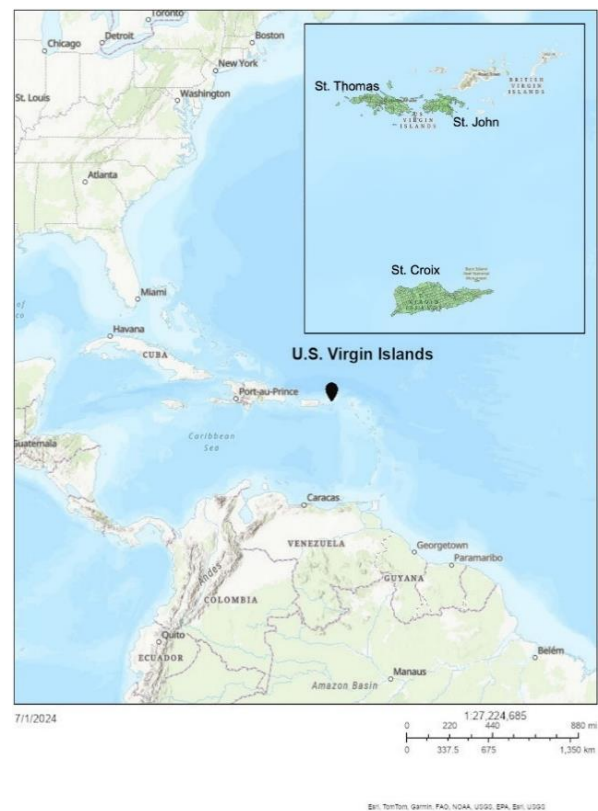 Toronto
Detroit
Boston
Chicago
New York
St. Louis
Washington
Atlanta
Miami
Havana
CUBA
Port-au-Prince
Caribbean
Sea
Guatemala
Caracas
VENEZUELA
Georgetown
Paramaribo
GUYANA
Andes
COLOMBIA
Quito
ECUADOR
Belém
Manaus
Amazon Basin
St. Thomas
BRITISH
VIRGIN
ISLANDS
St. John
VIRGIN
ISLANDS
St. Croix
U.S. Virgin Islands
7/1/2024
1:27,224,685
0 220 440 880 mi
0 337.5 675 1,350 km
Esri, TomTom, Garmin, FAO, NOAA, USGS, EPA, Esri, USGS